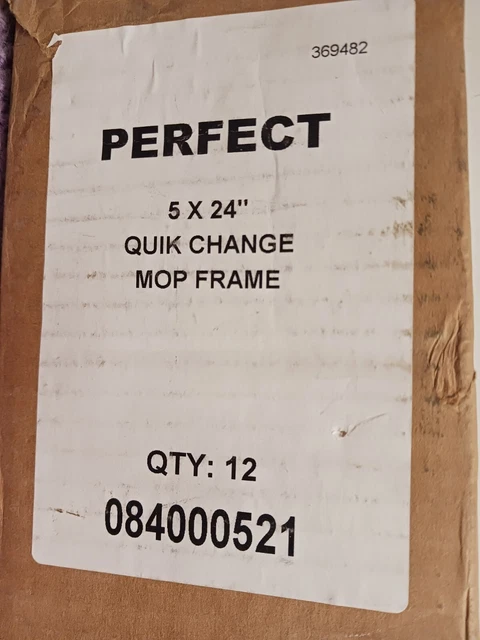 369482
PERFECT
5 X 24"
QUIK CHANGE
MOP FRAME
QTY: 12
084000521